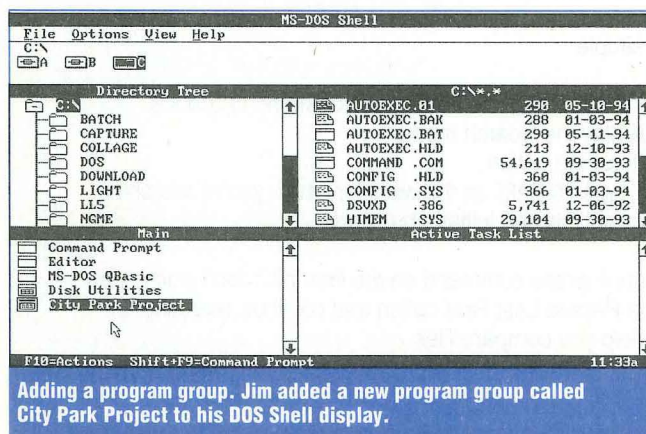 MS-DOS Shell
File Options View Help
C:\
A B C
Directory Tree
C:\
BATCH
CAPTURE
COLLAGE
DOS
DOWNLOAD
LIGHT
LL5
NGME
C:\*.*
AUTOEXEC.01 290 05-10-94
AUTOEXEC.BAK 288 01-03-94
AUTOEXEC.BAT 298 05-11-94
AUTOEXEC.HLD 213 12-10-93
COMMAND .COM 54,619 09-30-93
CONFIG .HLD 360 01-03-94
CONFIG .SYS 366 01-03-94
DSVXD .386 5,741 12-06-92
HIMEM .SYS 29,104 09-30-93
Main
Command Prompt
Editor
MS-DOS QBasic
Disk Utilities
City Park Project
Active Task List
F10=Actions Shift+F9=Command Prompt 11:33a
Adding a program group. Jim added a new program group called
City Park Project to his DOS Shell display.